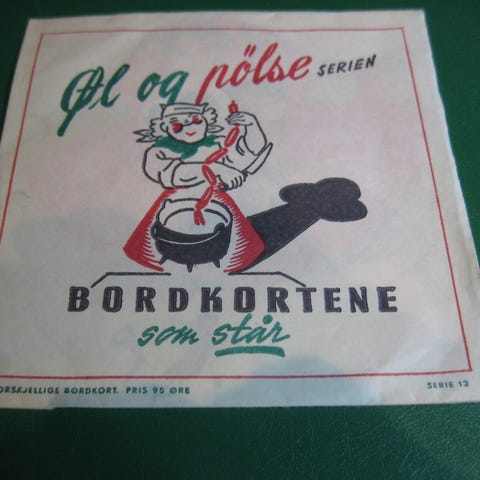 Øl og pölse SERIEN
BORDKORTENE
som står
ORSKJELLIGE BORDKORT. PRIS 95 ØRE
SERIE 12